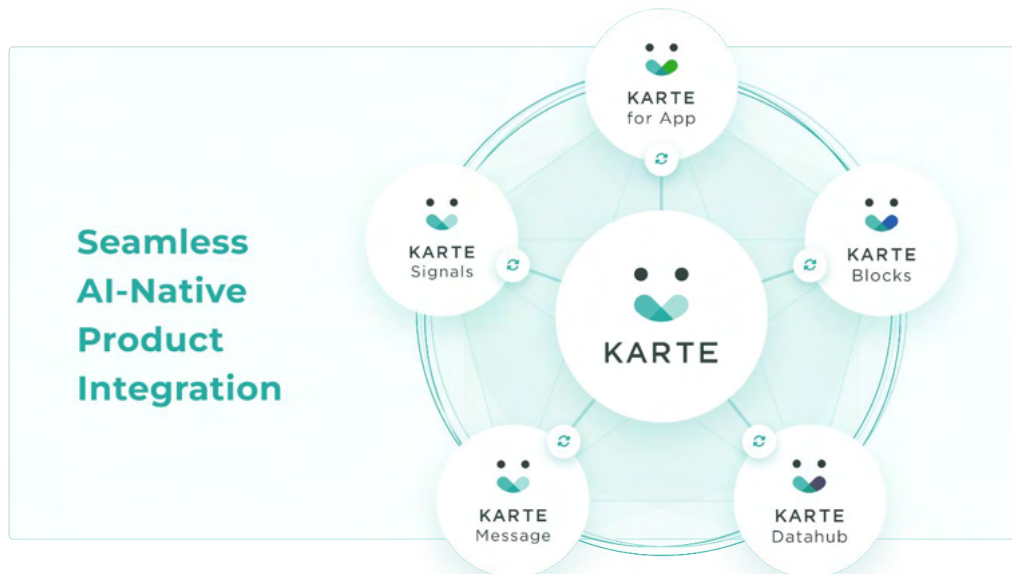 Seamless
AI-Native
Product
Integration
KARTE
for App
KARTE
Signals
KARTE
Blocks
KARTE
KARTE
Message
KARTE
Datahub